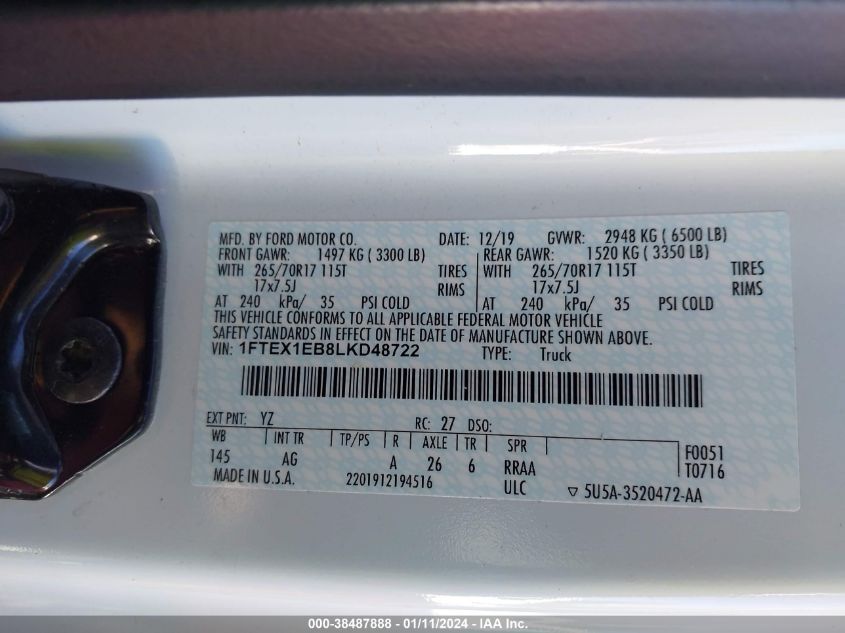 MFD. BY FORD MOTOR CO. DATE: 12/19 GVWR: 2948 KG ( 6500 LB)
FRONT GAWR: 1497 KG ( 3300 LB) REAR GAWR: 1520 KG ( 3350 LB)
WITH 265/70R17 115T TIRES WITH 265/70R17 115T TIRES
17x7.5J RIMS 17x7.5J RIMS
AT 240 kPa/ 35 PSI COLD AT 240 kPa/ 35 PSI COLD
THIS VEHICLE CONFORMS TO ALL APPLICABLE FEDERAL MOTOR VEHICLE
SAFETY STANDARDS IN EFFECT ON THE DATE OF MANUFACTURE SHOWN ABOVE.
VIN: 1FTEX1EB8LKD48722 TYPE: Truck
EXT PNT: YZ RC: 27 DSO:
WB INT TR TP/PS R AXLE TR SPR F0051
145 AG A 26 6 RRAA T0716
MADE IN U.S.A. 2201912194516 ULC ▽ 5U5A-3520472-AA
000-38487888 - 01/11/2024 - IAA Inc.